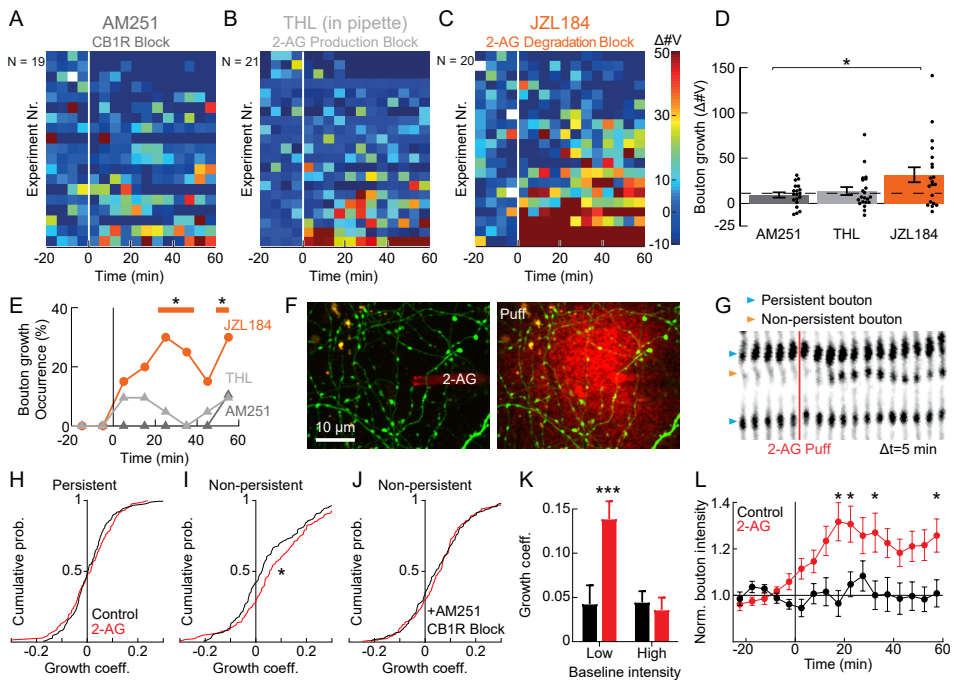 A
AM251
CB1R Block
N = 19
Experiment Nr.
-20 0 20 40 60
Time (min)
B
THL (in pipette)
2-AG Production Block
N = 21
Experiment Nr.
-20 0 20 40 60
Time (min)
C
JZL184
2-AG Degradation Block
N = 20
Experiment Nr.
-20 0 20 40 60
Time (min)
Δ#V
50
40
30
20
10
0
-10
D
*
Bouton growth (Δ#V)
150
100
50
0
-25
AM251 THL JZL184
E
* *
Bouton growth
Occurrence (%)
40
20
0
JZL184
THL
AM251
-20 0 20 40 60
Time (min)
F
2-AG
10 µm
Puff
G
Persistent bouton
Non-persistent bouton
2-AG Puff
Δt=5 min
H
Persistent
Cumulative prob.
1
0.5
Control
2-AG
-0.2 0 0.2
Growth coeff.
I
Non-persistent
Cumulative prob.
1
0.5
*
-0.2 0 0.2
Growth coeff.
J
Non-persistent
Cumulative prob.
1
0.5
+AM251
CB1R Block
-0.2 0 0.2
Growth coeff.
K
***
Growth coeff.
0.15
0.10
0.05
0.00
Low High
Baseline intensity
L
Control
2-AG
* * * *
Norm. bouton intensity
1.4
1.2
1.0
0.8
-20 0 20 40 60
Time (min)